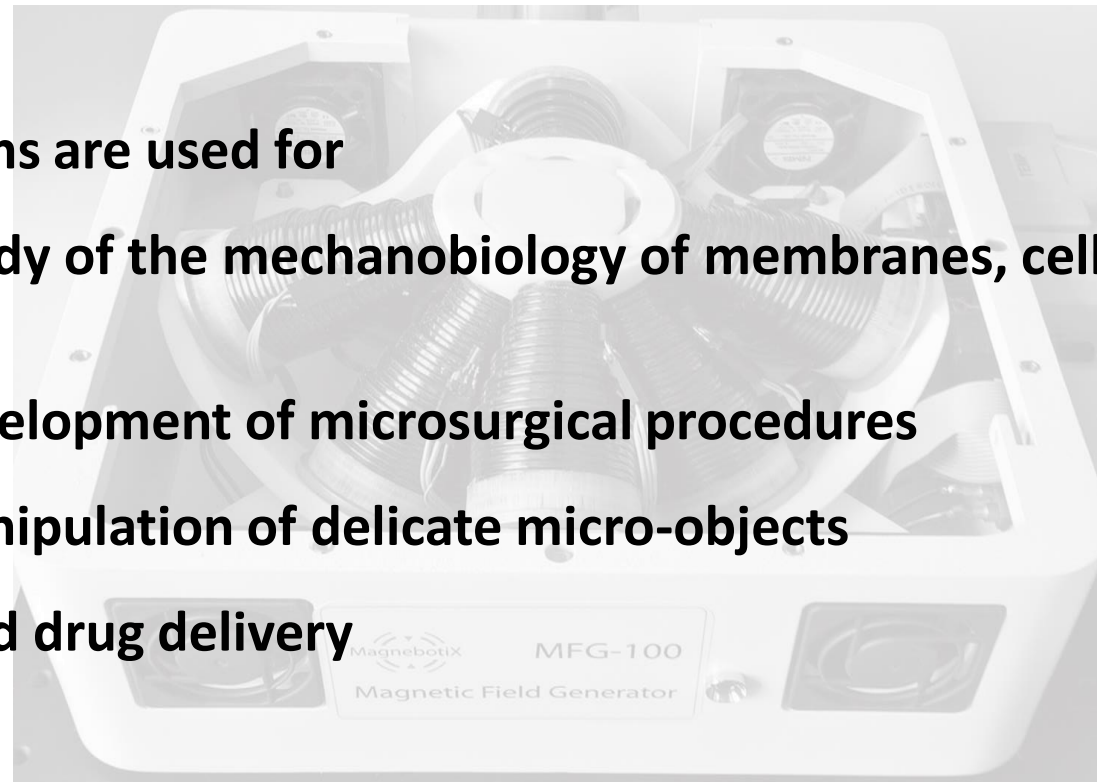 ns are used for
dy of the mechanobiology of membranes, cell
elopment of microsurgical procedures
nipulation of delicate micro-objects
d drug delivery
MagnebotiX
MFG-100
Magnetic Field Generator